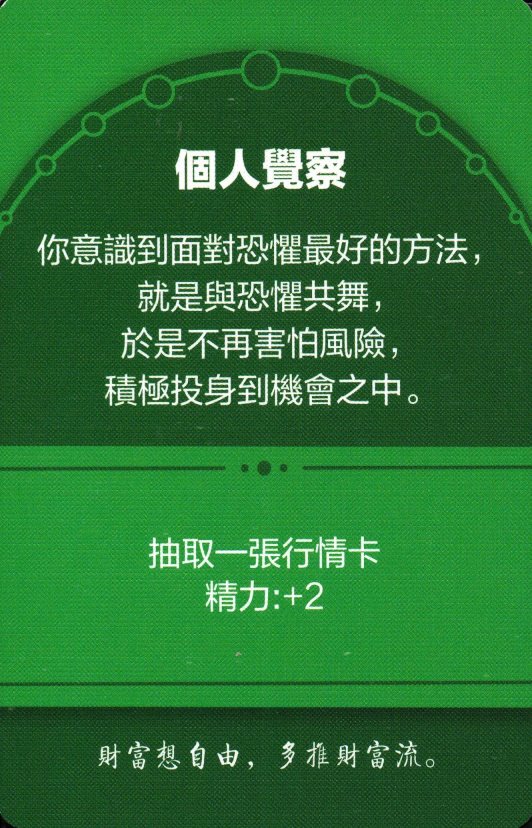 個人覺察
你意識到面對恐懼最好的方法，
就是與恐懼共舞，
於是不再害怕風險，
積極投身到機會之中。
抽取一張行情卡
精力:+2
財富想自由，多推財富流。